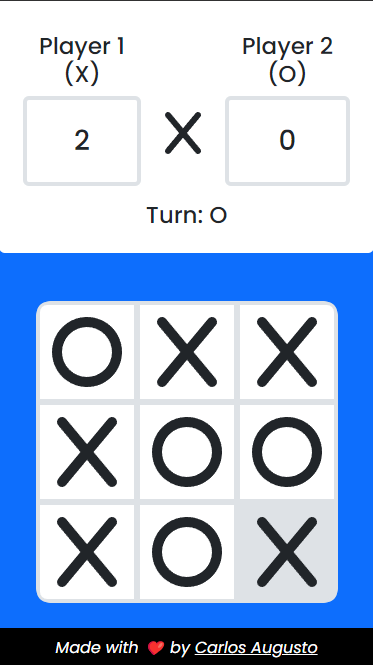 Player 1 Player 2
(X) (O)
2 X 0
Turn: O
O X X
X O O
X O X
Made with ❤️ by Carlos Augusto